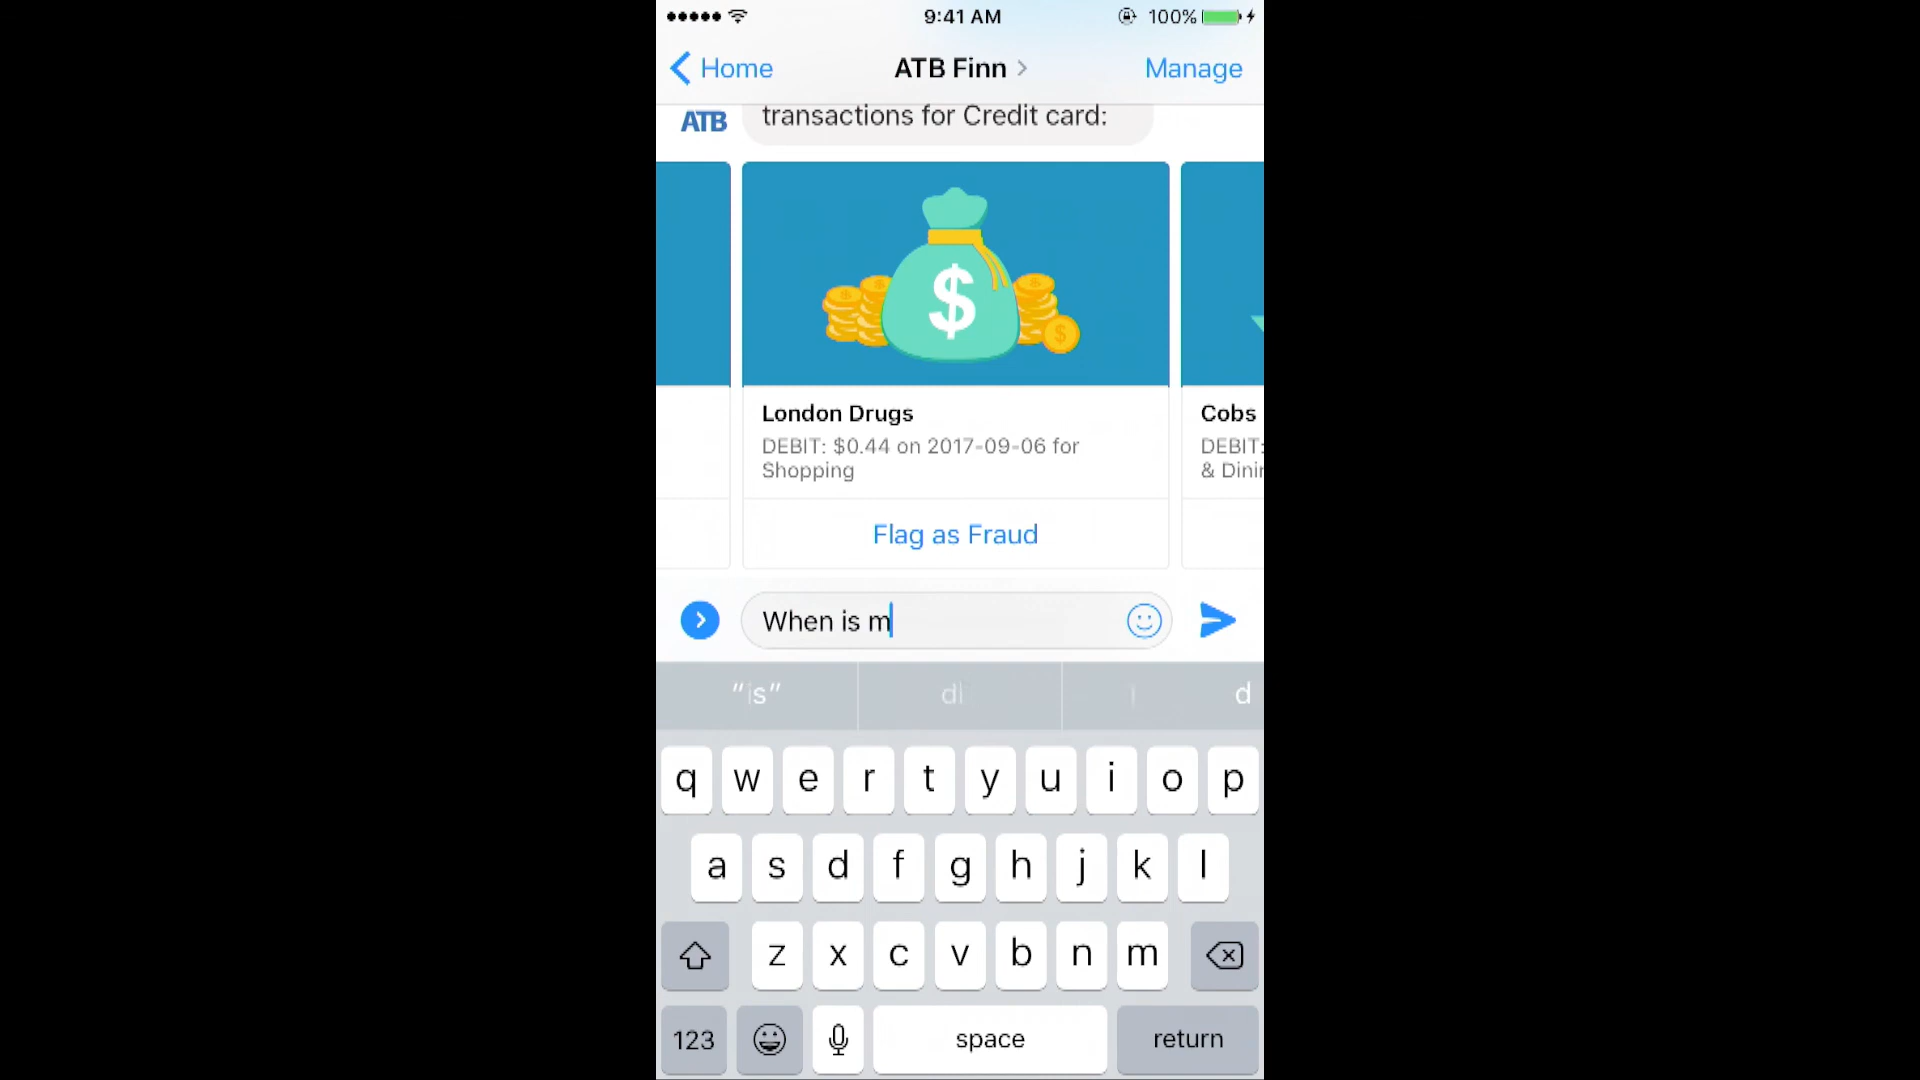 9:41 AM
100%
Home
ATB Finn
Manage
ATB
transactions for Credit card:
$
London Drugs
DEBIT: $0.44 on 2017-09-06 for
Shopping
Flag as Fraud
Cobs
DEBIT:
When is m
"is"
d
q w e r t y u i o p
a s d f g h j k l
z x c v b n m
123
space
return